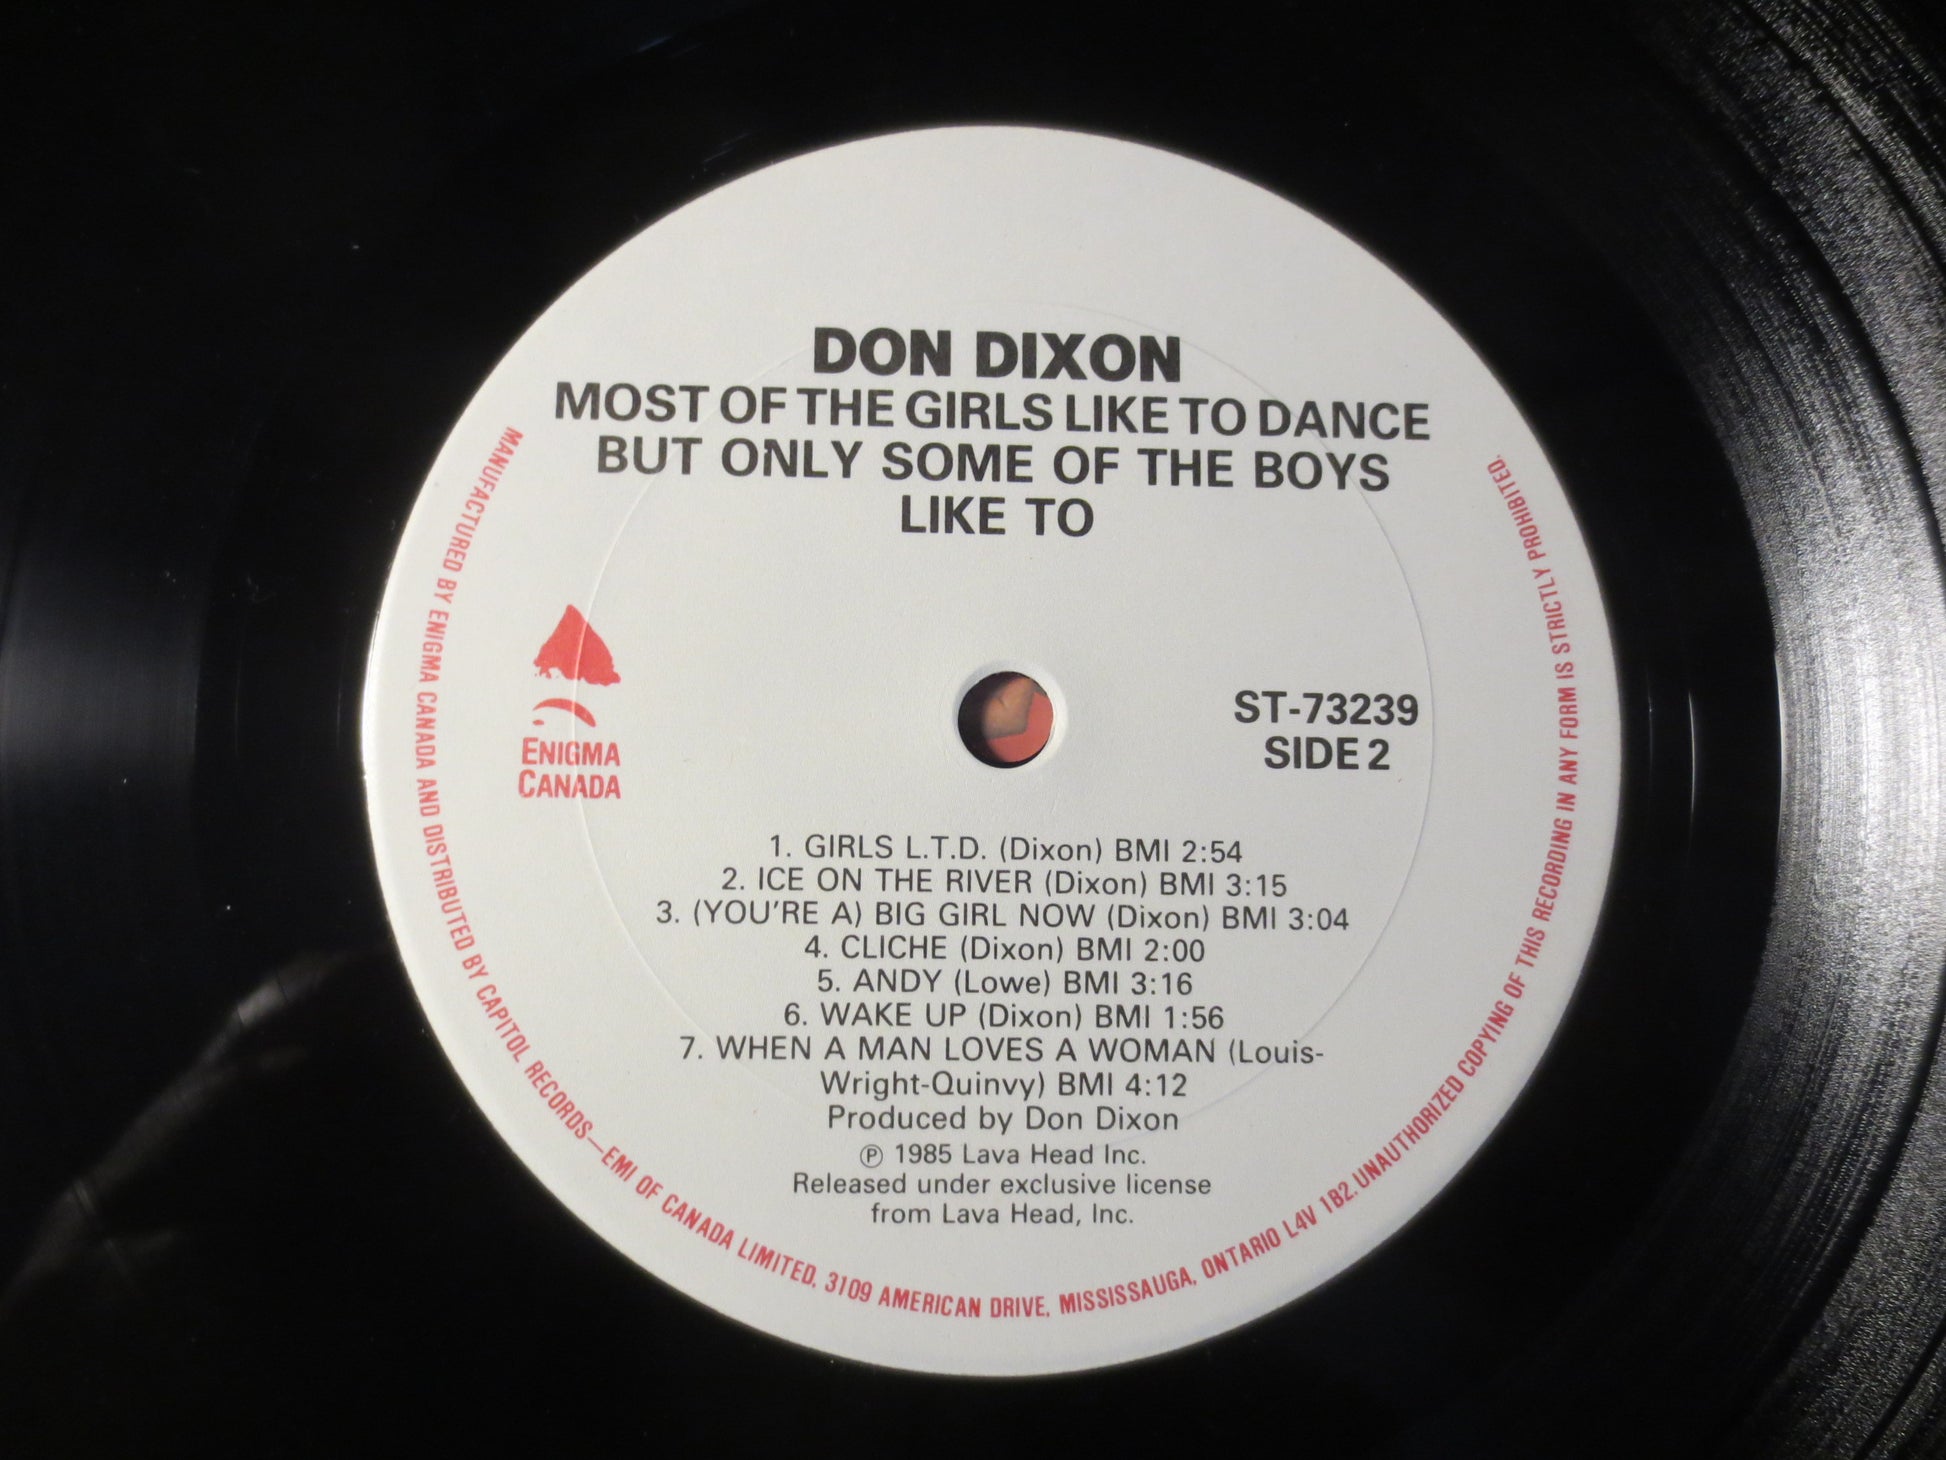 DON DIXON
MOST OF THE GIRLS LIKE TO DANCE
BUT ONLY SOME OF THE BOYS
LIKE TO
ENIGMA
CANADA
ST-73239
SIDE 2
1. GIRLS L.T.D. (Dixon) BMI 2:54
2. ICE ON THE RIVER (Dixon) BMI 3:15
3. (YOU'RE A) BIG GIRL NOW (Dixon) BMI 3:04
4. CLICHE (Dixon) BMI 2:00
5. ANDY (Lowe) BMI 3:16
6. WAKE UP (Dixon) BMI 1:56
7. WHEN A MAN LOVES A WOMAN (Louis-
Wright-Quinvy) BMI 4:12
Produced by Don Dixon
℗ 1985 Lava Head Inc.
Released under exclusive license
from Lava Head, Inc.
MANUFACTURED BY ENIGMA CANADA AND DISTRIBUTED BY CAPITOL RECORDS—EMI OF CANADA LIMITED, 3109 AMERICAN DRIVE, MISSISSAUGA, ONTARIO L4V 1B2. UNAUTHORIZED COPYING OF THIS RECORDING IN ANY FORM IS STRICTLY PROHIBITED.